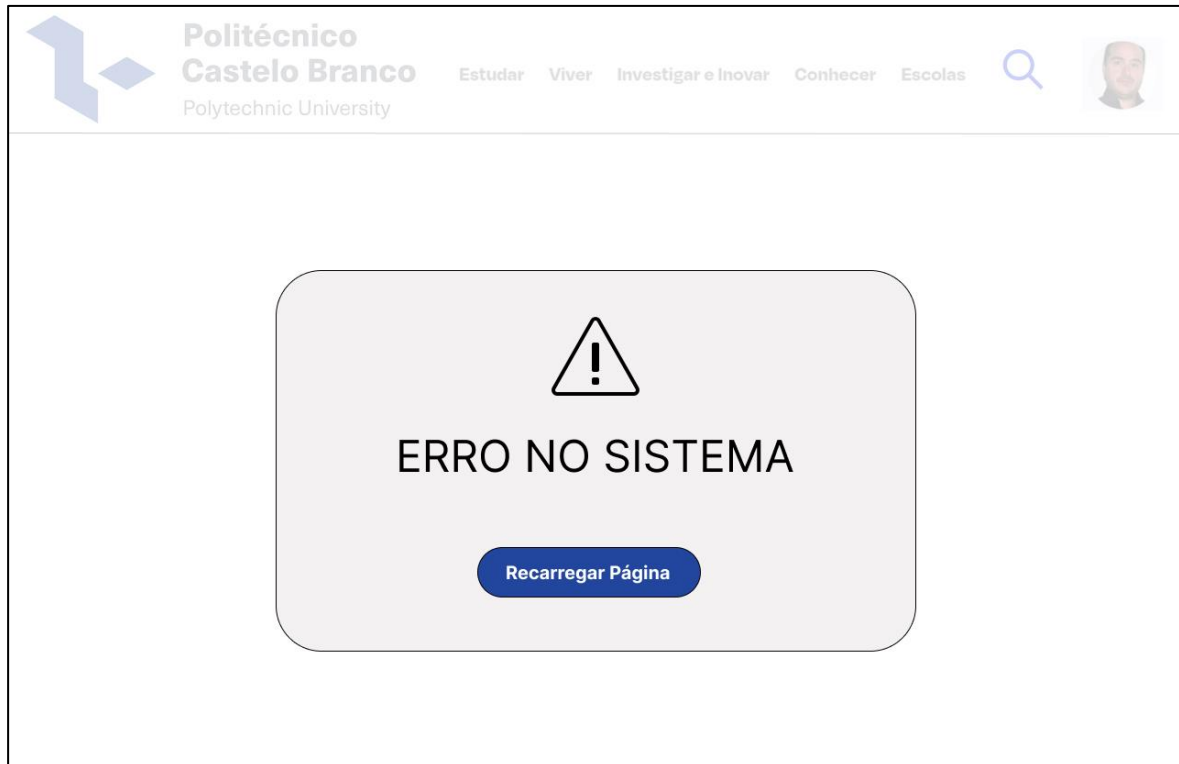 Politécnico
Castelo Branco
Polytechnic University
Estudar Viver Investigar e Inovar Conhecer Escolas
ERRO NO SISTEMA
Recarregar Página